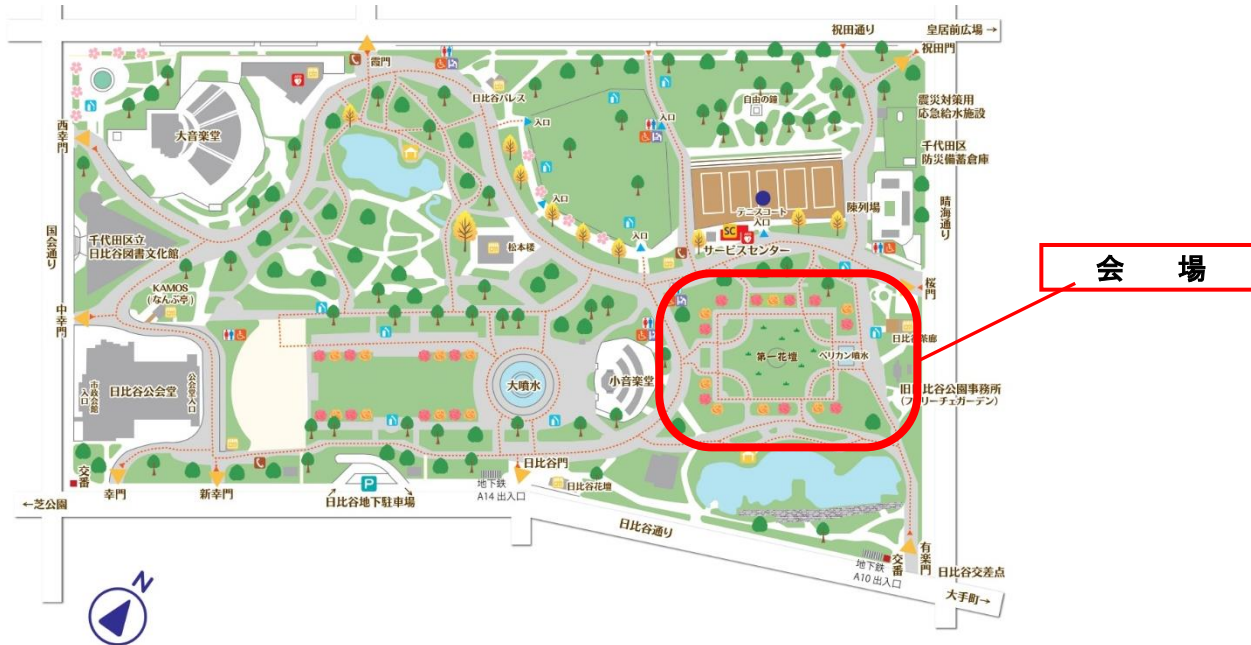 祝田通り
皇居前広場 →
祝田門
霞門
日比谷パレス
入口
入口
自由の鐘
震災対策用
応急給水施設
千代田区
防災備蓄倉庫
西幸門
大音楽堂
テニスコート
入口
陳列場
晴海通り
入口
入口
SC
サービスセンター
国会通り
千代田区立
日比谷図書文化館
松本楼
桜門
会場
KAMOS
(なんぶ亭)
中幸門
日比谷茶廊
第一花壇
ペリカン噴水
大噴水
小音楽堂
市政会館
入口
日比谷公会堂
公会堂入口
旧日比谷公園事務所
(フェリーチェガーデン)
交番
幸門
新幸門
←芝公園
P
日比谷地下駐車場
日比谷門
地下鉄
A14 出入口
日比谷花壇
日比谷通り
地下鉄
A10 出入口
交番
有楽門
日比谷交差点
大手町→
N